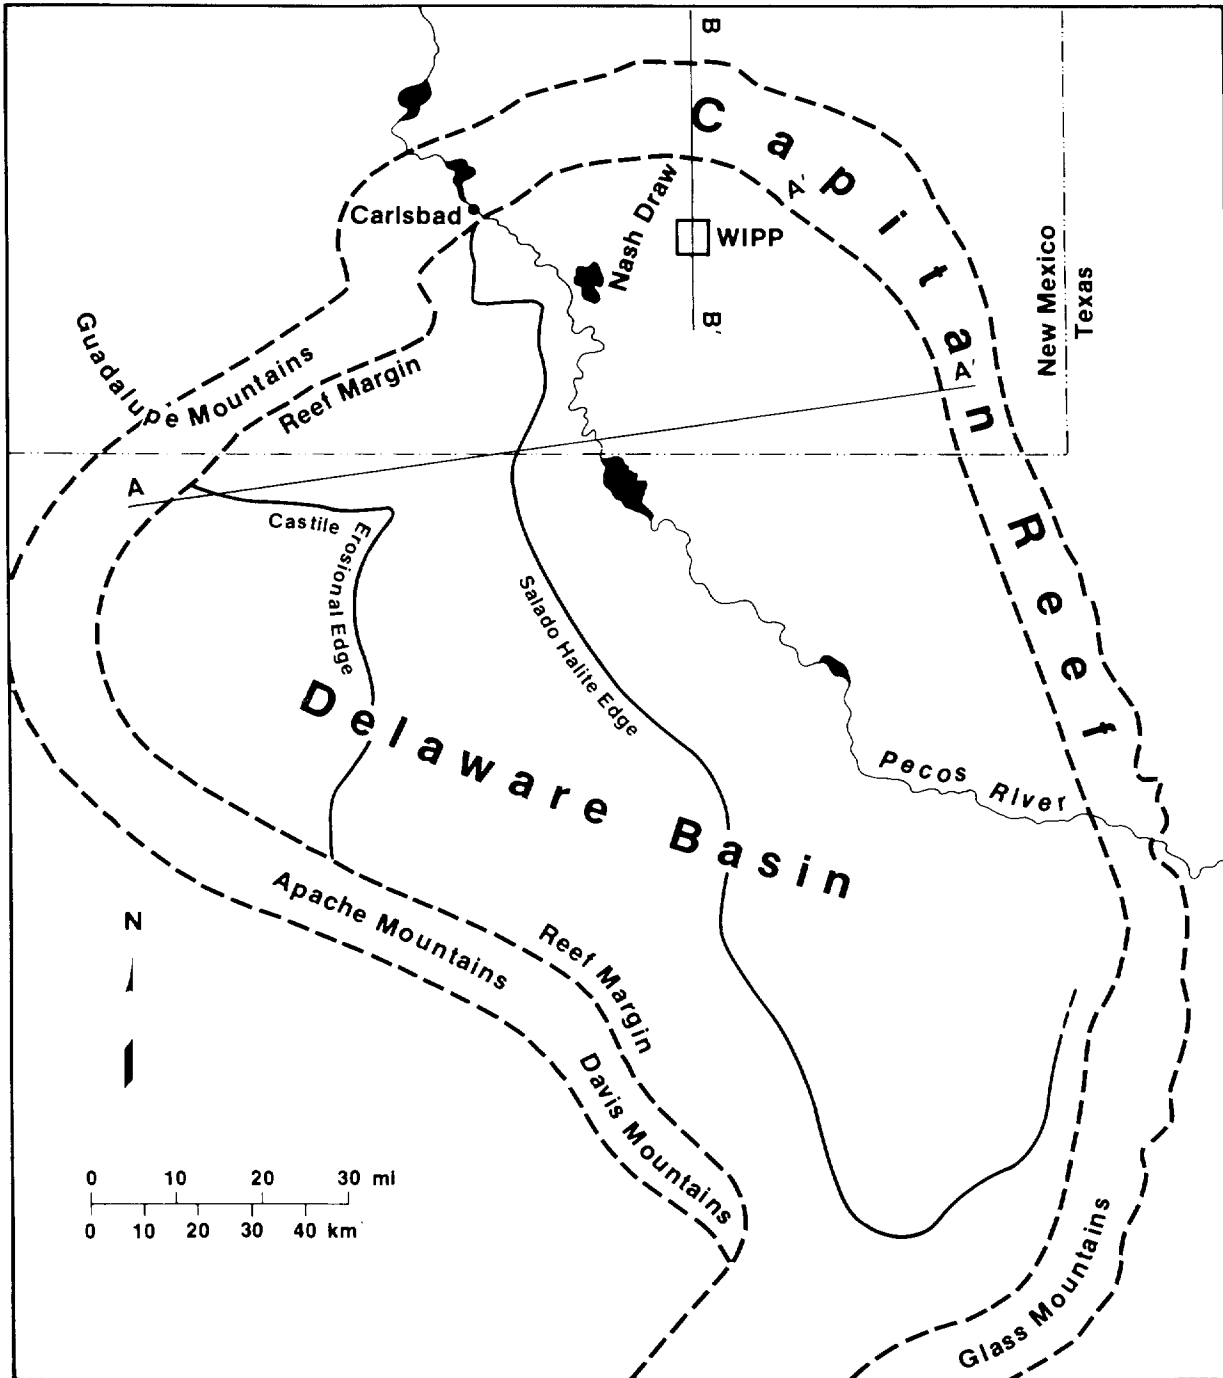 B
Capitan Reef
A'
Carlsbad
Nash Draw
WIPP
B'
New Mexico
Texas
Guadalupe Mountains
Reef Margin
A'
A
Castile
Erosional Edge
Salado Halite Edge
Delaware Basin
Pecos River
Apache Mountains
Reef Margin
N
Davis Mountains
0 10 20 30 mi
0 10 20 30 40 km
Glass Mountains